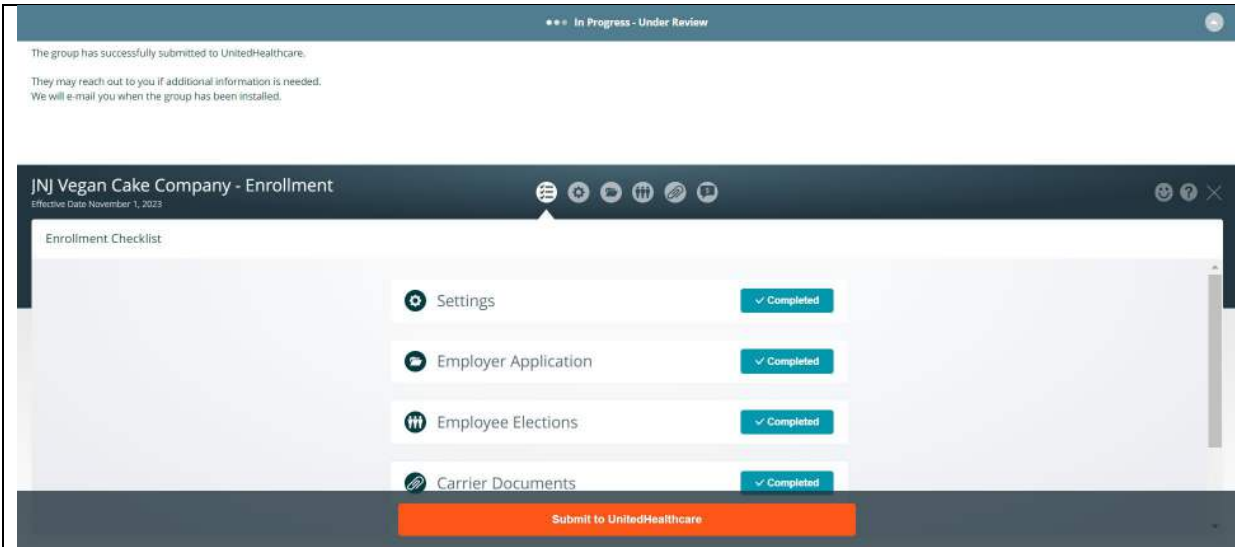 In Progress - Under Review
The group has successfully submitted to UnitedHealthcare.
They may reach out to you if additional information is needed.
We will e-mail you when the group has been installed.
JNJ Vegan Cake Company - Enrollment
Effective Date November 1, 2023
Enrollment Checklist
Settings
✓ Completed
Employer Application
✓ Completed
Employee Elections
✓ Completed
Carrier Documents
✓ Completed
Submit to UnitedHealthcare